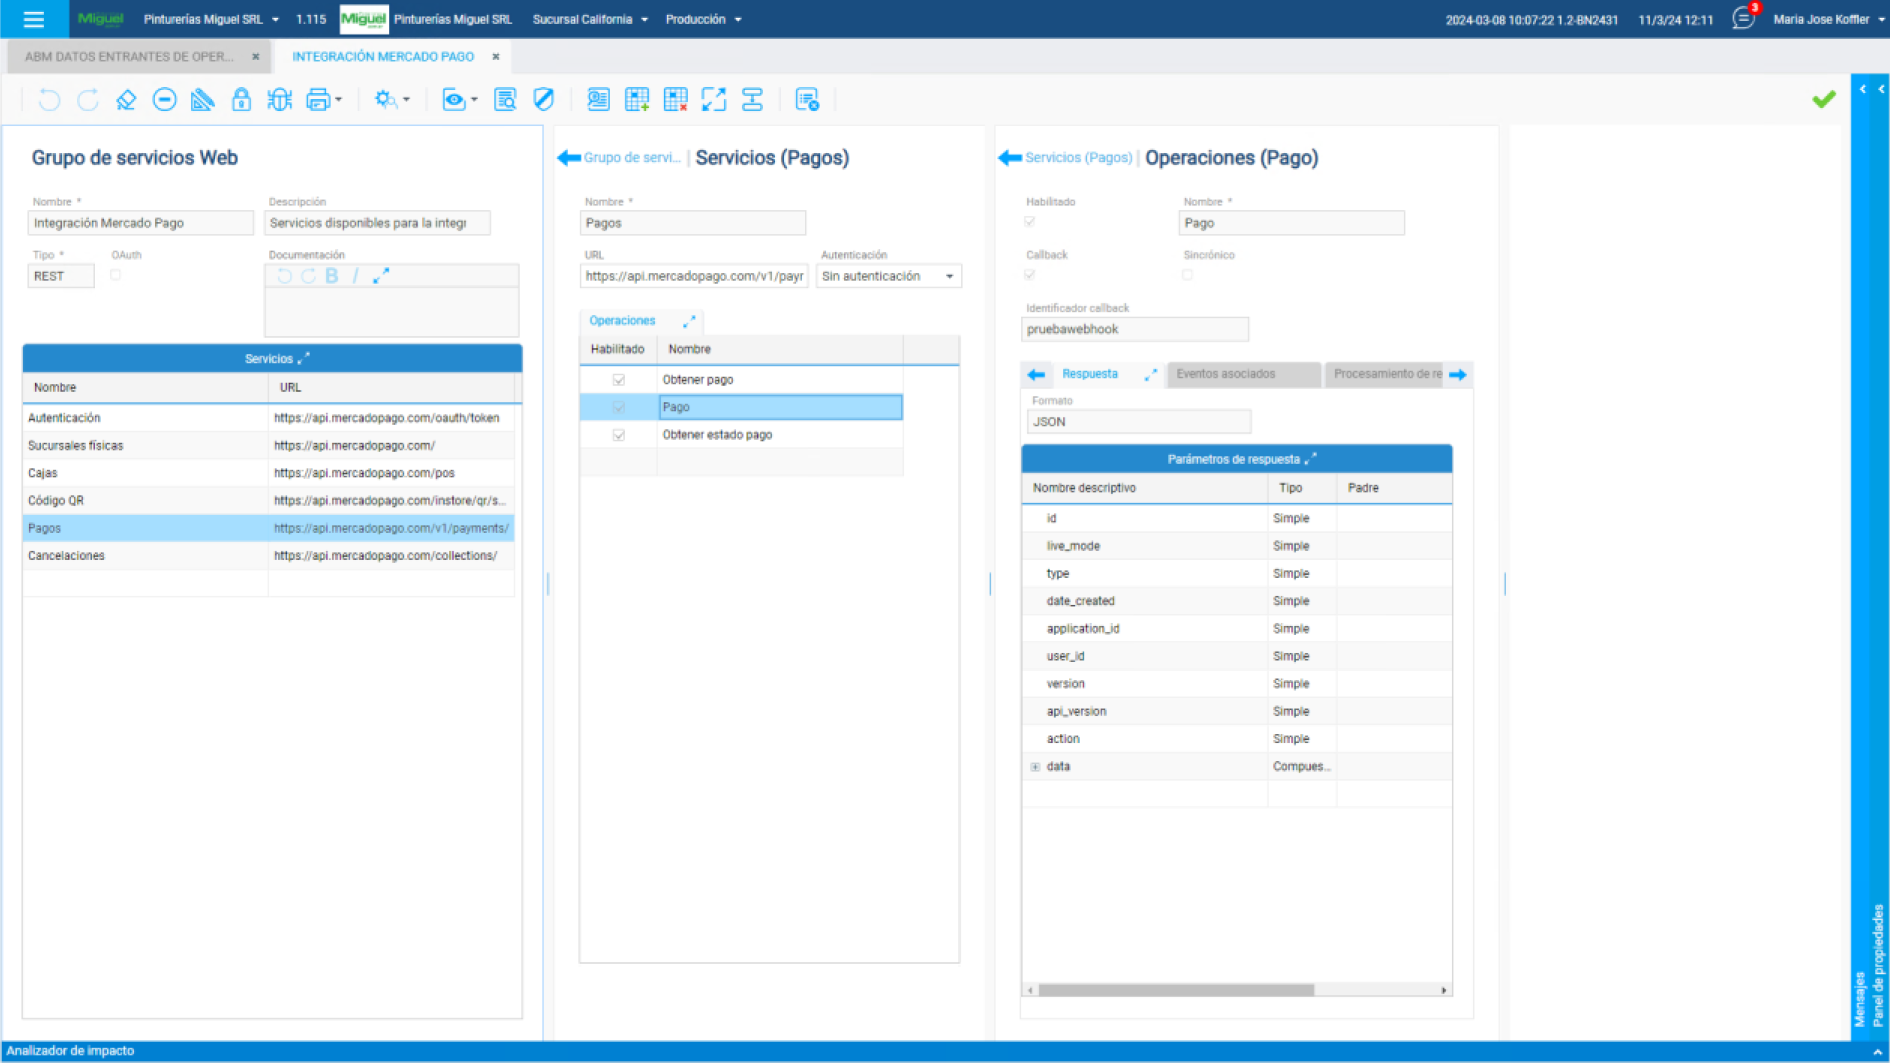 Miguel
Pinturerías Miguel SRL
1.115
Miguel
Pinturerías Miguel SRL
Sucursal California
Producción
2024-03-08 10:07:22 1.2-BN2431
11/3/24 12:11
3
Maria Jose Koffler
ABM DATOS ENTRANTES DE OPER...
INTEGRACIÓN MERCADO PAGO
Grupo de servicios Web
Nombre *
Descripción
Integración Mercado Pago
Servicios disponibles para la integr
Tipo *
OAuth
Documentación
REST
B I
Servicios
Nombre
URL
Autenticación
https://api.mercadopago.com/oauth/token
Sucursales físicas
https://api.mercadopago.com/
Cajas
https://api.mercadopago.com/pos
Código QR
https://api.mercadopago.com/instore/qr/s...
Pagos
https://api.mercadopago.com/v1/payments/
Cancelaciones
https://api.mercadopago.com/collections/
Grupo de servi... | Servicios (Pagos)
Nombre *
Pagos
URL
Autenticación
https://api.mercadopago.com/v1/payr
Sin autenticación
Operaciones
Habilitado
Nombre
Obtener pago
Pago
Obtener estado pago
Servicios (Pagos) | Operaciones (Pago)
Habilitado
Nombre *
Pago
Callback
Sincrónico
Identificador callback
pruebawebhook
Respuesta
Eventos asociados
Procesamiento de re
Formato
JSON
Parámetros de respuesta
Nombre descriptivo
Tipo
Padre
id
Simple
live_mode
Simple
type
Simple
date_created
Simple
application_id
Simple
user_id
Simple
version
Simple
api_version
Simple
action
Simple
data
Compues...
Mensajes
Panel de propiedades
Analizador de impacto